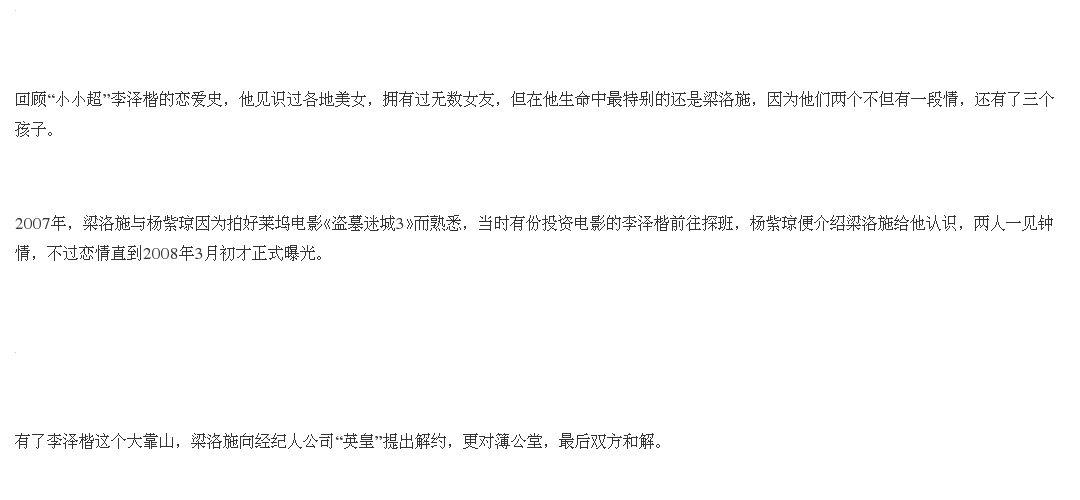 回顾“小小超”李泽楷的恋爱史，他见识过各地美女，拥有过无数女友，但在他生命中最特别的还是梁洛施，因为他们两个不但有一段情，还有了三个
孩子。
2007年，梁洛施与杨紫琼因为拍好莱坞电影《盗墓迷城3》而熟悉，当时有份投资电影的李泽楷前往探班，杨紫琼便介绍梁洛施给他认识，两人一见钟
情，不过恋情直到2008年3月初才正式曝光。
有了李泽楷这个大靠山，梁洛施向经纪人公司“英皇”提出解约，更对簿公堂，最后双方和解。